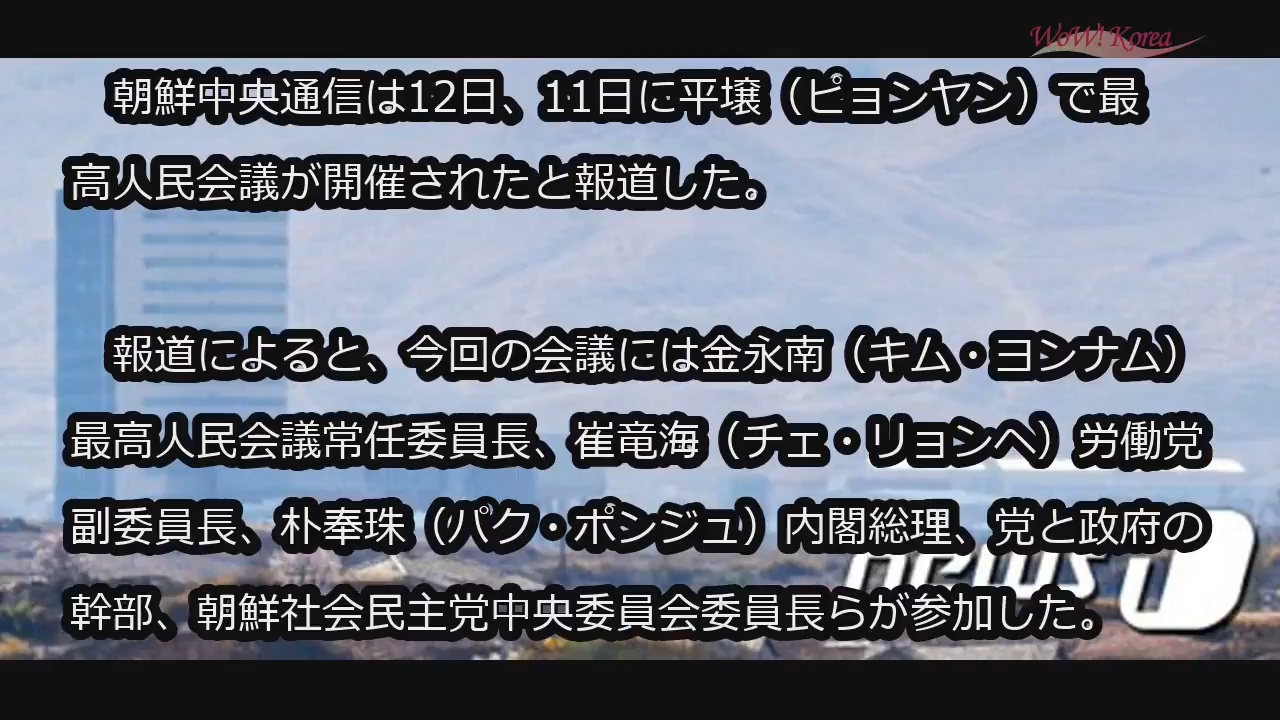 WoW! Korea
朝鮮中央通信は12日、11日に平壌（ピョンヤン）で最
高人民会議が開催されたと報道した。
報道によると、今回の会議には金永南（キム・ヨンナム）
最高人民会議常任委員長、崔竜海（チェ・リョンヘ）労働党
副委員長、朴奉珠（パク・ポンジュ）内閣総理、党と政府の
幹部、朝鮮社会民主党中央委員会委員長らが参加した。
news1